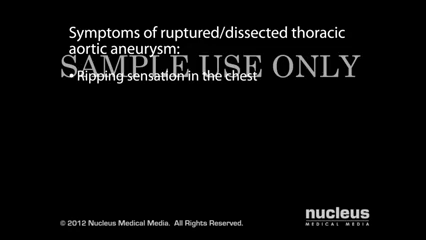 Symptoms of ruptured/dissected thoracic
aortic aneurysm:
SAMPLE USE ONLY
• Ripping sensation in the chest
nucleus
MEDICAL MEDIA
© 2012 Nucleus Medical Media. All Rights Reserved.